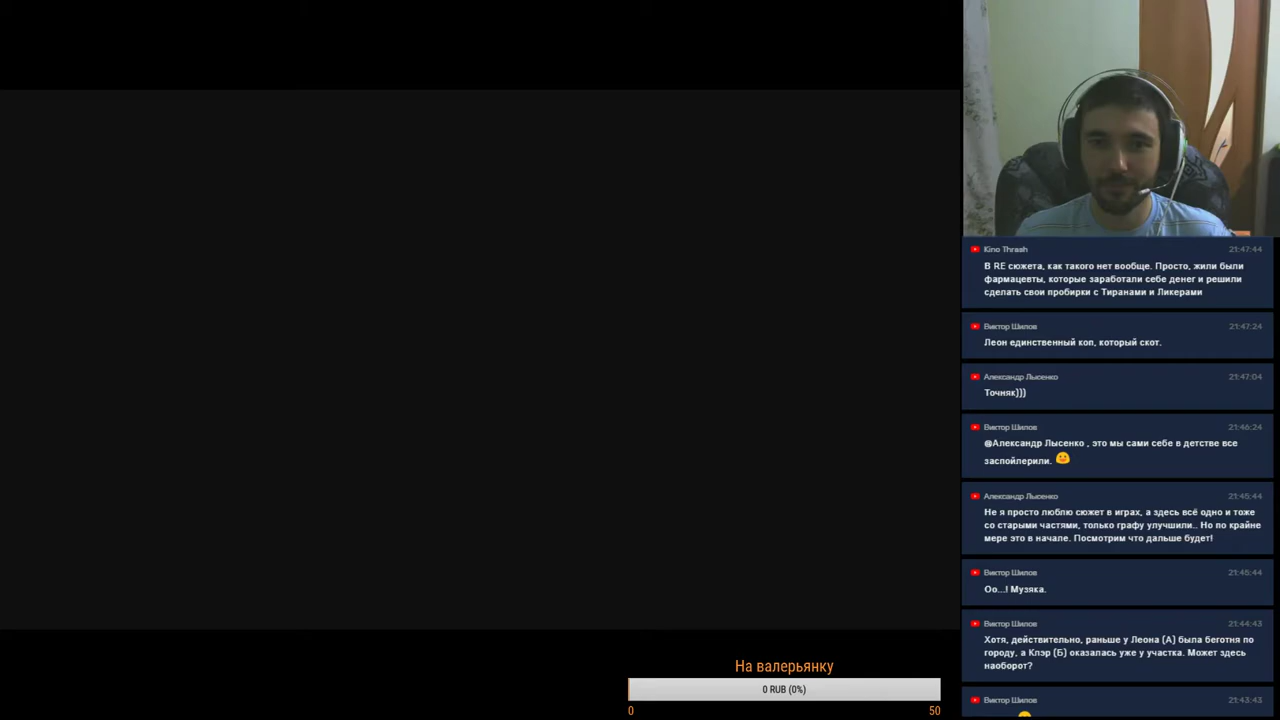 Kino Thrash 21:47:44
В RE сюжета, как такого нет вообще. Просто, жили были
фармацевты, которые заработали себе денег и решили
сделать свои пробирки с Тиранами и Ликерами
Виктор Шилов 21:47:24
Леон единственный коп, который скот.
Александр Лысенко 21:47:04
Точняк)))
Виктор Шилов 21:46:24
@Александр Лысенко , это мы сами себе в детстве все
заспойлерили.
Александр Лысенко 21:45:44
Не я просто люблю сюжет в играх, а здесь всё одно и тоже
со старыми частями, только графу улучшили.. Но по крайне
мере это в начале. Посмотрим что дальше будет!
Виктор Шилов 21:45:44
Оо...! Музяка.
Виктор Шилов 21:44:43
Хотя, действительно, раньше у Леона (А) была беготня по
городу, а Клэр (Б) оказалась уже у участка. Может здесь
наоборот?
Виктор Шилов 21:43:43
На валерьянку
0 RUB (0%)
0 50